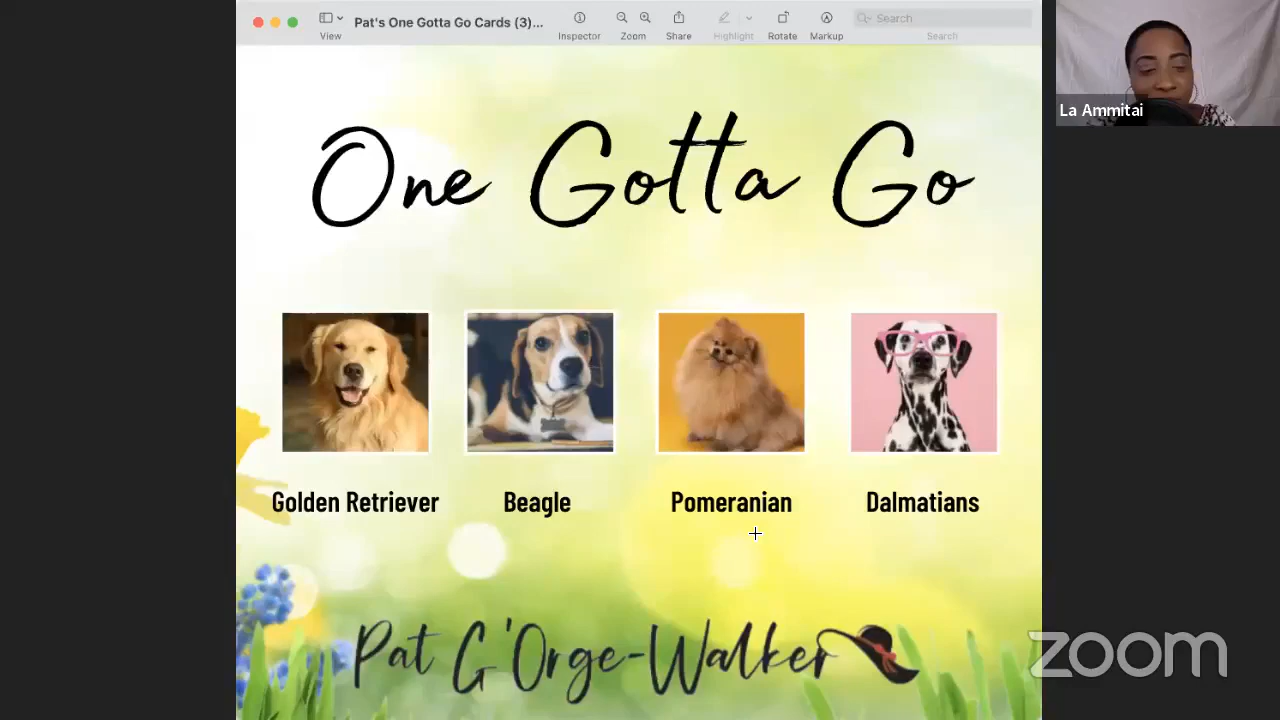 Pat's One Gotta Go Cards (3)...
View
Inspector
Zoom
Share
Highlight
Rotate
Markup
Search
Search
La Ammitai
One Gotta Go
Golden Retriever
Beagle
Pomeranian
Dalmatians
Pat G'Orge-Walker
zoom